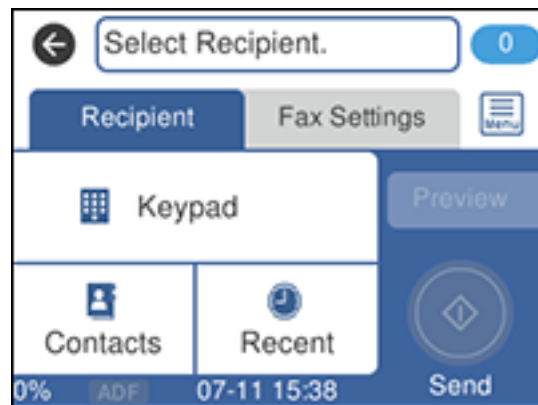 Select Recipient.
0
Recipient
Fax Settings
Menu
Keypad
Preview
Contacts
Recent
Send
0%
ADF
07-11 15:38